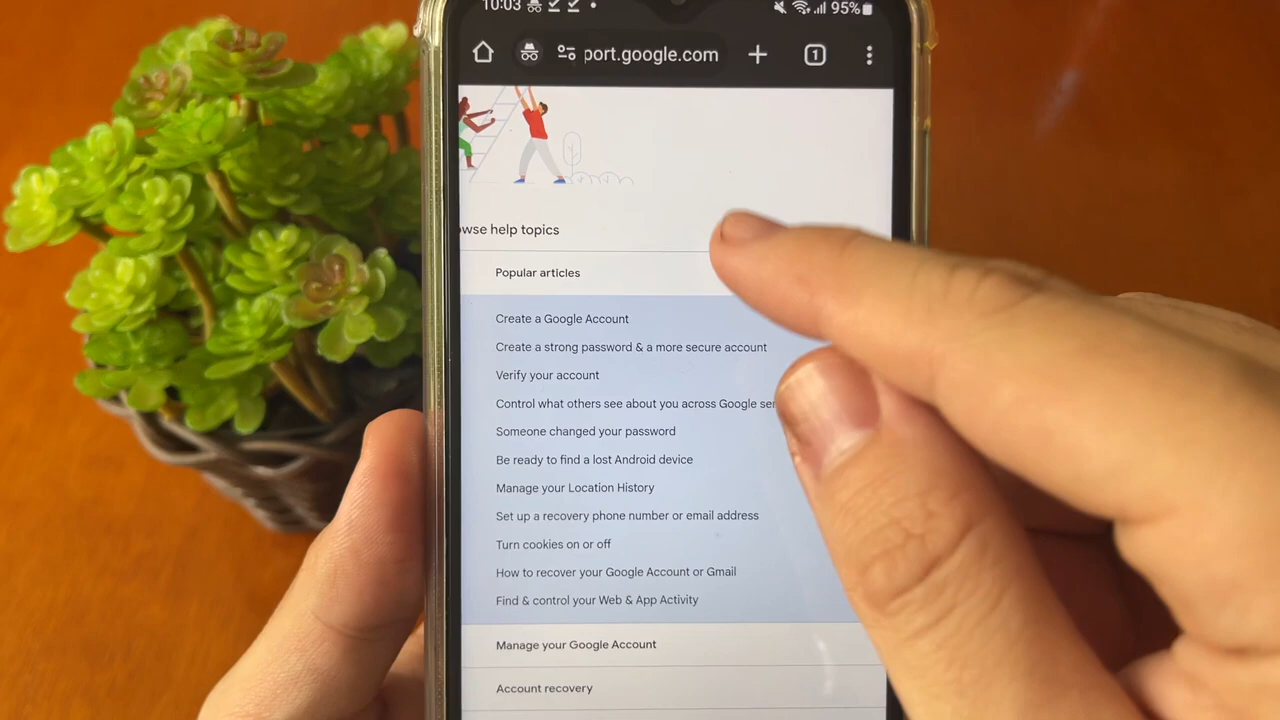 10:03 95%
port.google.com 1
wse help topics
Popular articles
Create a Google Account
Create a strong password & a more secure account
Verify your account
Control what others see about you across Google ser
Someone changed your password
Be ready to find a lost Android device
Manage your Location History
Set up a recovery phone number or email address
Turn cookies on or off
How to recover your Google Account or Gmail
Find & control your Web & App Activity
Manage your Google Account
Account recovery